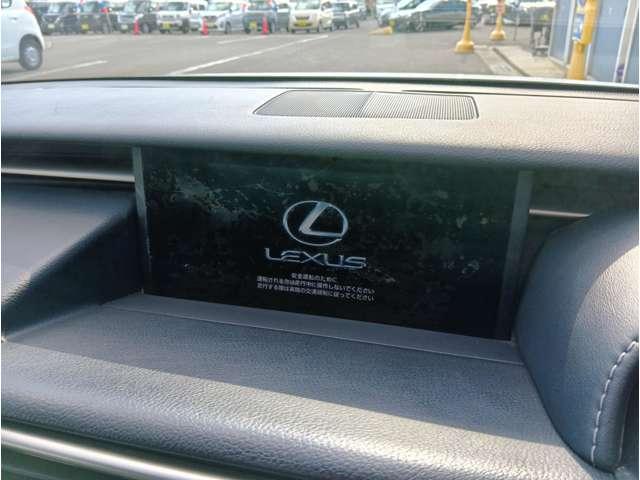 LEXUS
安全運転のために
運転される方は走行中に操作しないでください
走行する際は実際の交通規制に従ってください